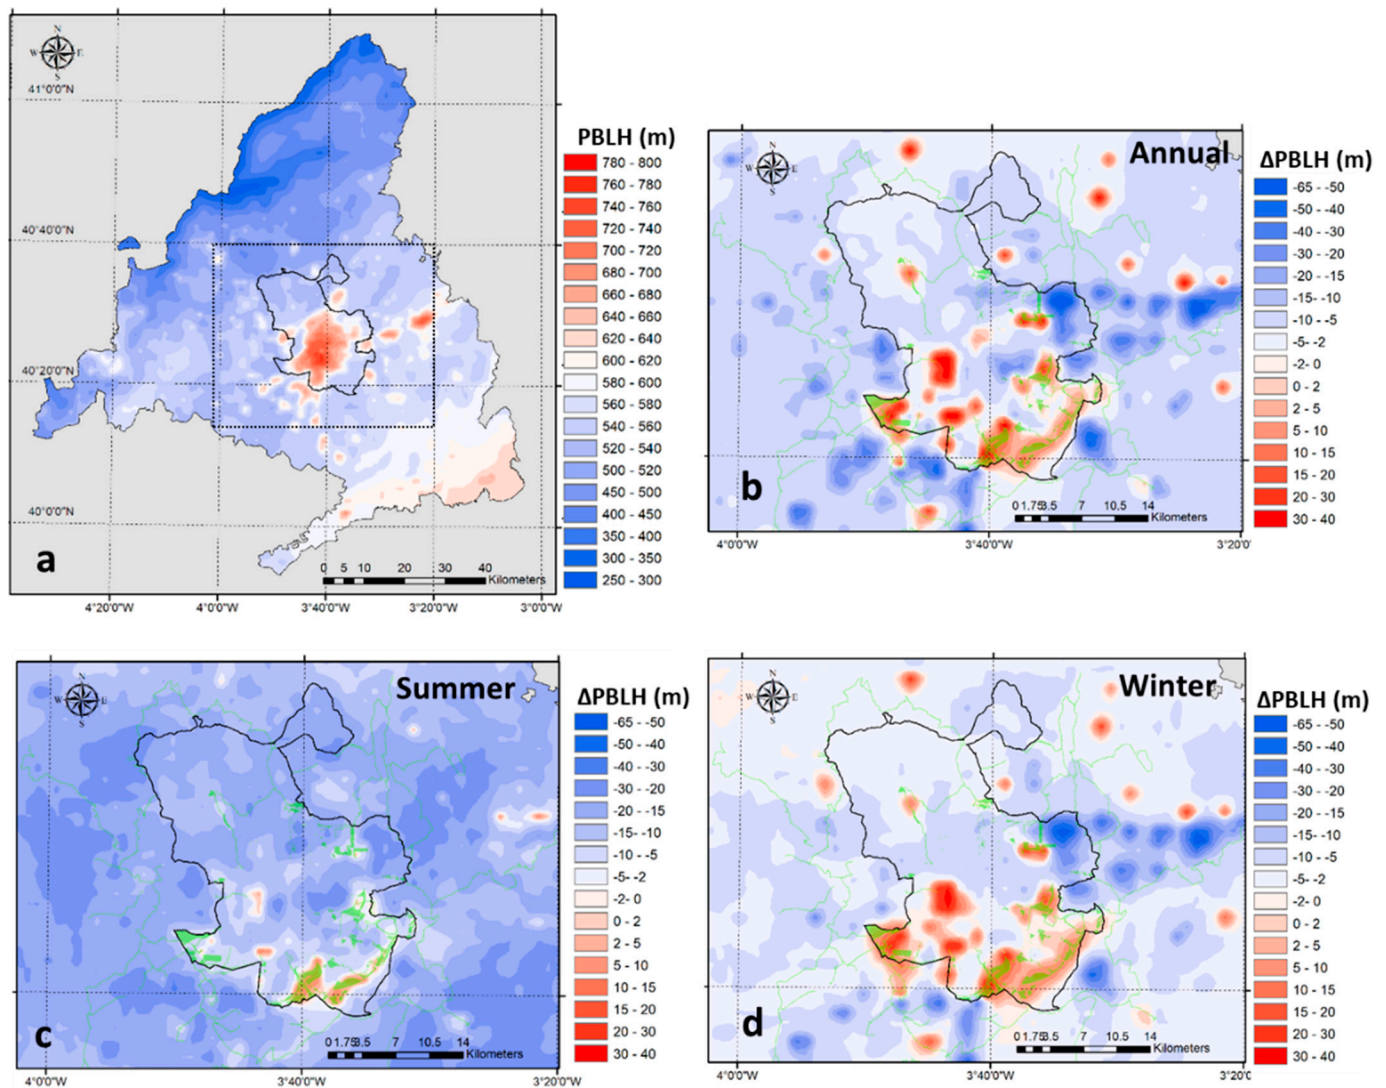 N
W E
S
41°0'0"N
40°40'0"N
40°20'0"N
40°0'0"N
a
0 5 10 20 30 40
Kilometers
4°20'0"W 4°0'0"W 3°40'0"W 3°20'0"W 3°0'0"W
PBLH (m)
780 - 800
760 - 780
740 - 760
720 - 740
700 - 720
680 - 700
660 - 680
640 - 660
620 - 640
600 - 620
580 - 600
560 - 580
540 - 560
520 - 540
500 - 520
450 - 500
400 - 450
350 - 400
300 - 350
250 - 300
N
W E
S
Annual
b
0 1.75 3.5 7 10.5 14
Kilometers
4°0'0"W 3°40'0"W 3°20'0
ΔPBLH (m)
-65 - -50
-50 - -40
-40 - -30
-30 - -20
-20 - -15
-15 - -10
-10 - -5
-5 - -2
-2 - 0
0 - 2
2 - 5
5 - 10
10 - 15
15 - 20
20 - 30
30 - 40
N
W E
S
Summer
c
0 1.75 3.5 7 10.5 14
Kilometers
4°0'0"W 3°40'0"W 3°20'0"W
ΔPBLH (m)
-65 - -50
-50 - -40
-40 - -30
-30 - -20
-20 - -15
-15 - -10
-10 - -5
-5 - -2
-2 - 0
0 - 2
2 - 5
5 - 10
10 - 15
15 - 20
20 - 30
30 - 40
N
W E
S
Winter
d
0 1.75 3.5 7 10.5 14
Kilometers
4°0'0"W 3°40'0"W 3°20'0
ΔPBLH (m)
-65 - -50
-50 - -40
-40 - -30
-30 - -20
-20 - -15
-15 - -10
-10 - -5
-5 - -2
-2 - 0
0 - 2
2 - 5
5 - 10
10 - 15
15 - 20
20 - 30
30 - 40